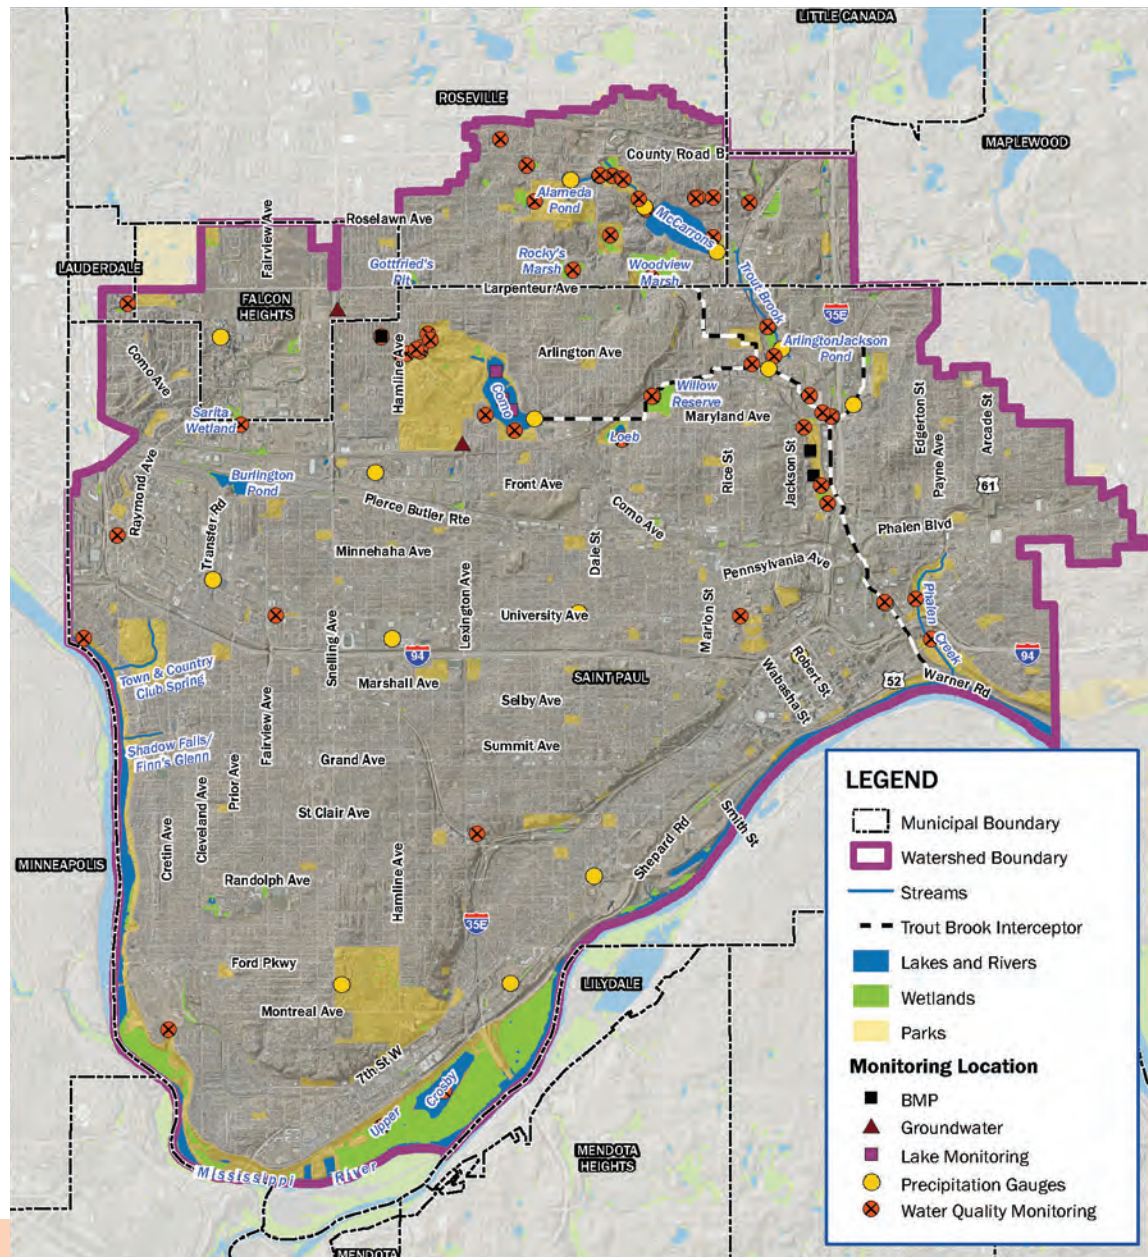 LITTLE CANADA
ROSEVILLE
MAPLEWOOD
County Road B
Alameda
Pond
McCarrons
Fairview Ave
Roselawn Ave
LAUDERDALE
Gottfried's
Pit
Rocky's
Marsh
Woodview
Marsh
Trout Brook
Larpenteur Ave
FALCON
HEIGHTS
35E
Como Ave
Hamline Ave
Arlington Ave
ArlingtonJackson
Pond
Como
Willow
Reserve
Maryland Ave
Sarita
Wetland
Loeb
Edgerton St
Payne Ave
Arcade St
Rice St
Jackson St
Raymond Ave
Burlington
Pond
Front Ave
61
Transfer Rd
Pierce Butler Rte
Como Ave
Phalen Blvd
Minnehaha Ave
Dale St
Pennsylvania Ave
Lexington Ave
University Ave
Marion St
Phalen Creek
Snelling Ave
94
94
Town & Country
Club Spring
Marshall Ave
SAINT PAUL
Robert St
Wabasha St
52
Warner Rd
Selby Ave
Shadow Falls/
Finn's Glenn
Fairview Ave
Summit Ave
Grand Ave
Prior Ave
Cleveland Ave
St Clair Ave
Smith St
Shepard Rd
MINNEAPOLIS
Cretin Ave
Randolph Ave
Hamline Ave
35E
Ford Pkwy
LILYDALE
Montreal Ave
7th St W
Crosby
Upper
Mississippi River
MENDOTA
HEIGHTS
MENDOTA
LEGEND
Municipal Boundary
Watershed Boundary
Streams
Trout Brook Interceptor
Lakes and Rivers
Wetlands
Parks
Monitoring Location
BMP
Groundwater
Lake Monitoring
Precipitation Gauges
Water Quality Monitoring